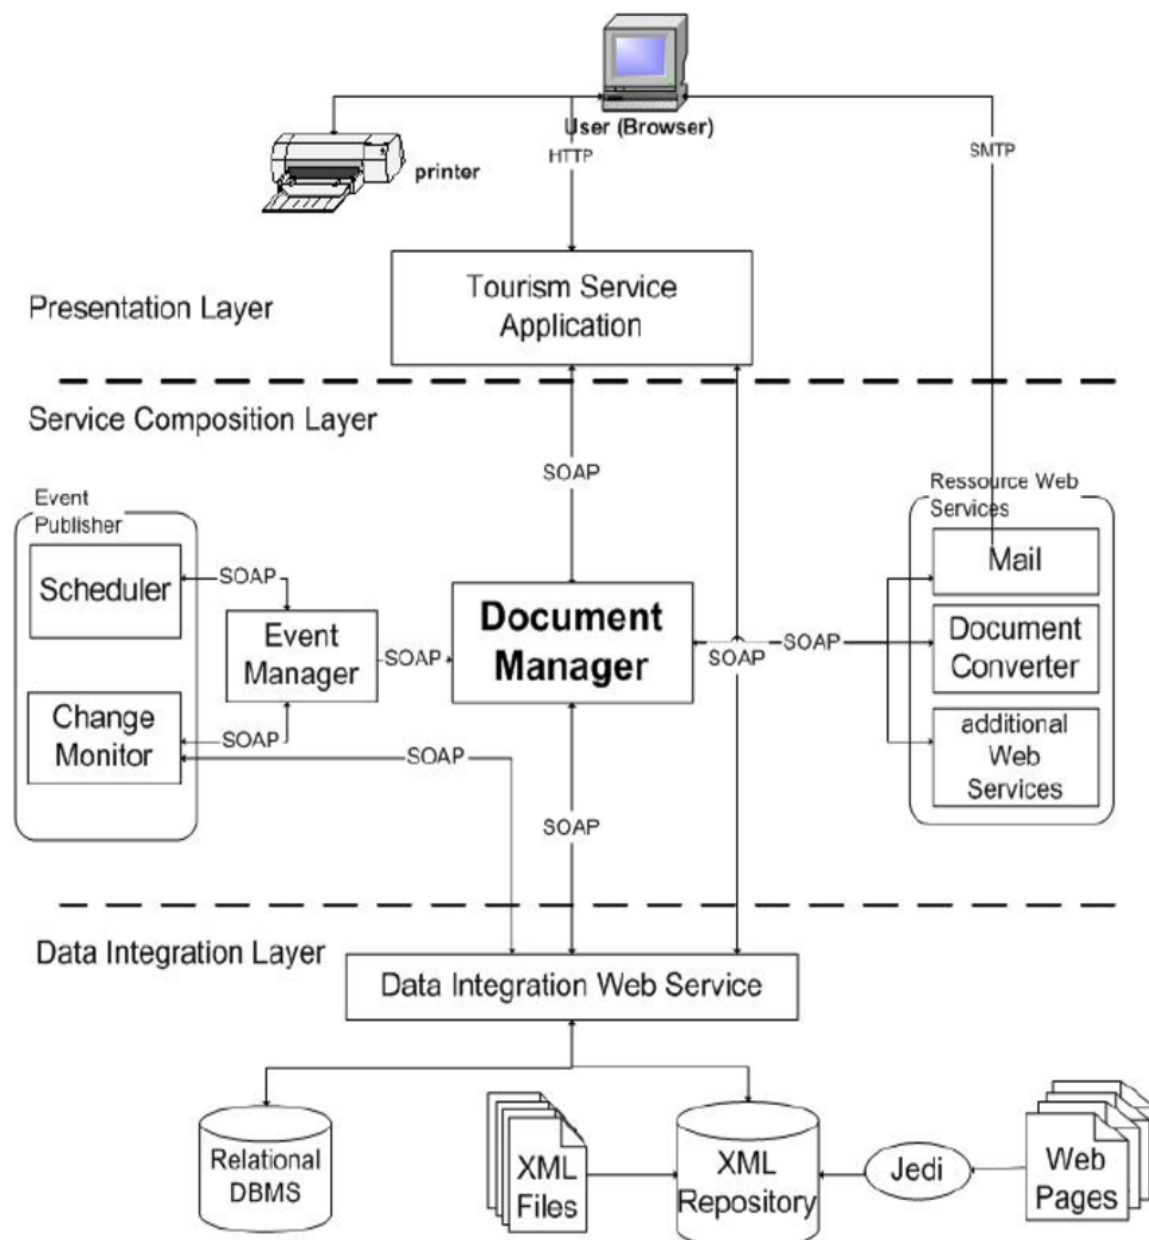 User (Browser)
HTTP
SMTP
printer
Tourism Service
Application
Presentation Layer
Service Composition Layer
SOAP
Event
Publisher
Ressource Web
Services
Scheduler
SOAP
Mail
Event
Manager
SOAP
Document
Manager
SOAP
SOAP
Document
Converter
Change
Monitor
SOAP
SOAP
additional
Web
Services
SOAP
Data Integration Layer
Data Integration Web Service
Relational
DBMS
XML
Files
XML
Repository
Jedi
Web
Pages